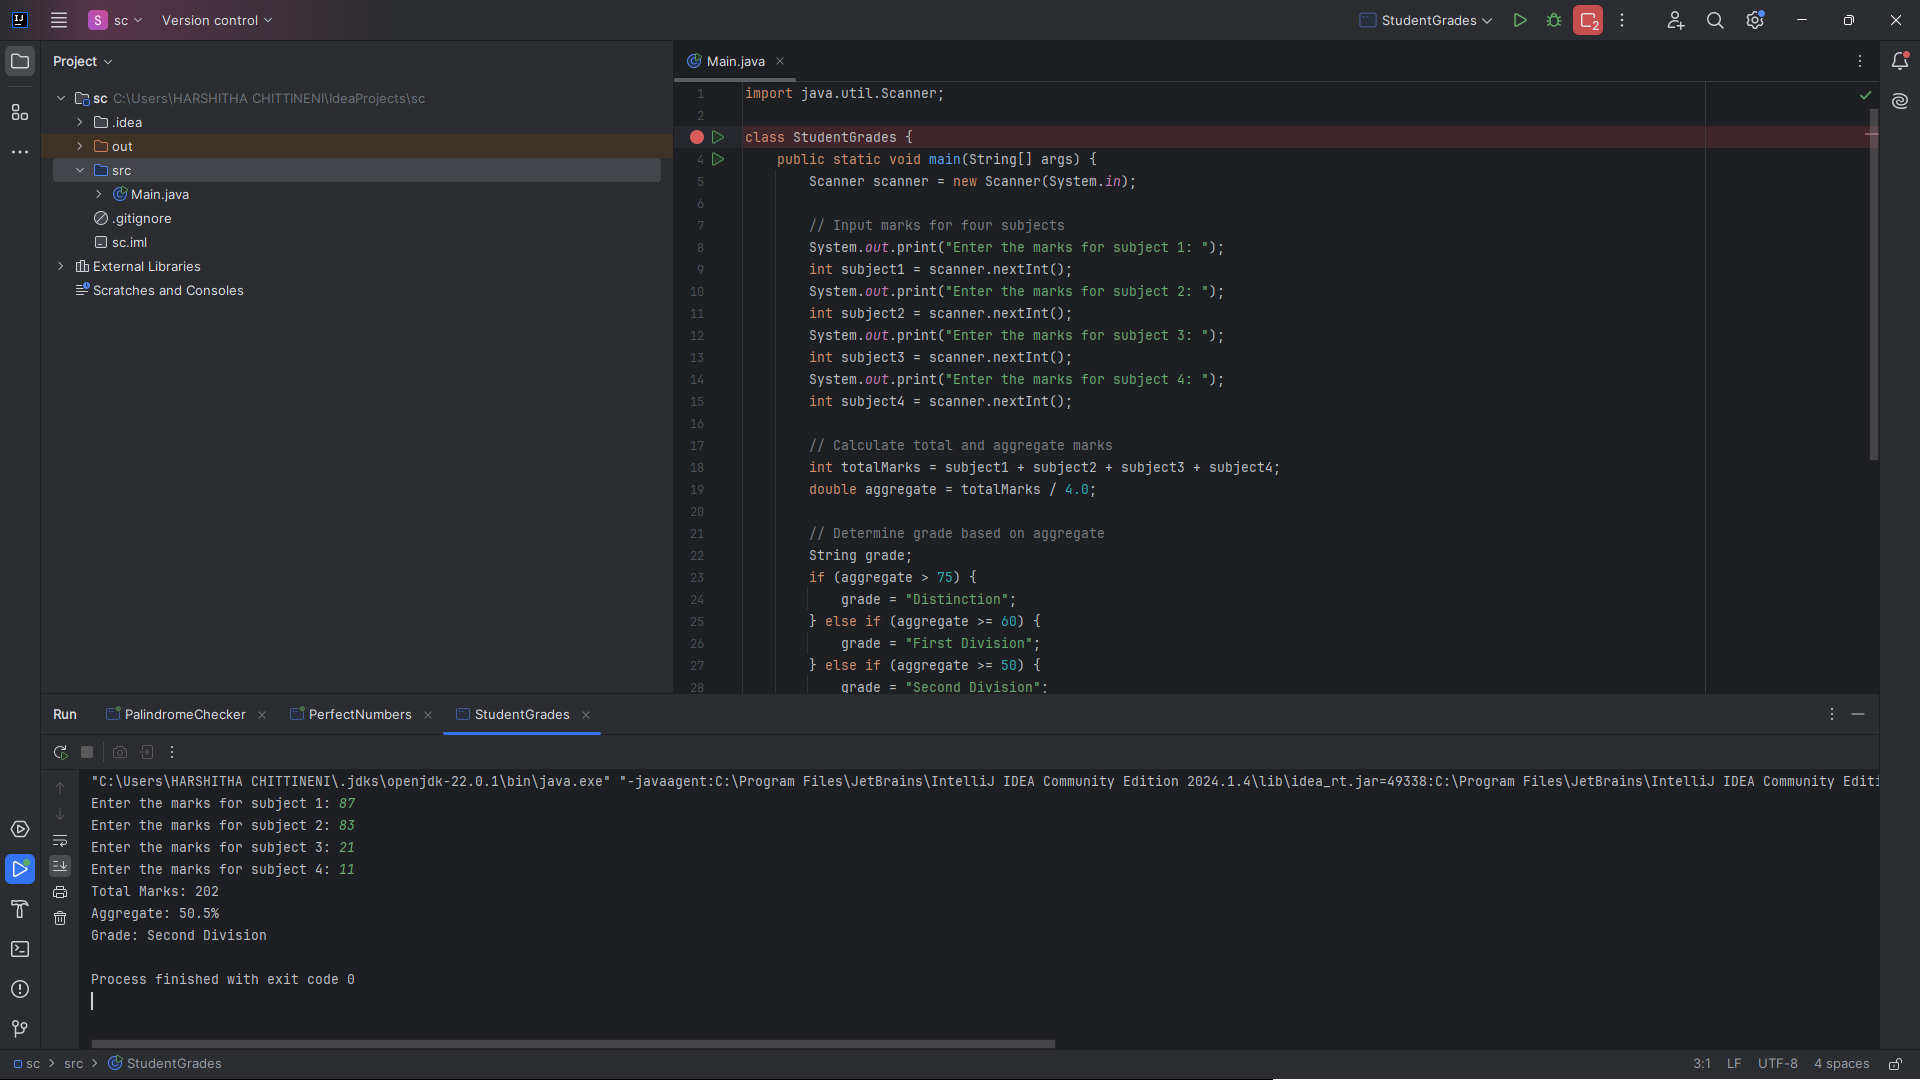 S sc Version control StudentGrades 2
Project
Main.java
sc C:\Users\HARSHITHA CHITTINENI\IdeaProjects\sc
.idea
out
src
Main.java
.gitignore
sc.iml
External Libraries
Scratches and Consoles
1 import java.util.Scanner;
2
class StudentGrades {
4 public static void main(String[] args) {
5 Scanner scanner = new Scanner(System.in);
6
7 // Input marks for four subjects
8 System.out.print("Enter the marks for subject 1: ");
9 int subject1 = scanner.nextInt();
10 System.out.print("Enter the marks for subject 2: ");
11 int subject2 = scanner.nextInt();
12 System.out.print("Enter the marks for subject 3: ");
13 int subject3 = scanner.nextInt();
14 System.out.print("Enter the marks for subject 4: ");
15 int subject4 = scanner.nextInt();
16
17 // Calculate total and aggregate marks
18 int totalMarks = subject1 + subject2 + subject3 + subject4;
19 double aggregate = totalMarks / 4.0;
20
21 // Determine grade based on aggregate
22 String grade;
23 if (aggregate > 75) {
24 grade = "Distinction";
25 } else if (aggregate >= 60) {
26 grade = "First Division";
27 } else if (aggregate >= 50) {
28 grade = "Second Division";
Run PalindromeChecker PerfectNumbers StudentGrades
"C:\Users\HARSHITHA CHITTINENI\.jdks\openjdk-22.0.1\bin\java.exe" "-javaagent:C:\Program Files\JetBrains\IntelliJ IDEA Community Edition 2024.1.4\lib\idea_rt.jar=49338:C:\Program Files\JetBrains\IntelliJ IDEA Community Editi
Enter the marks for subject 1: 87
Enter the marks for subject 2: 83
Enter the marks for subject 3: 21
Enter the marks for subject 4: 11
Total Marks: 202
Aggregate: 50.5%
Grade: Second Division
Process finished with exit code 0
sc > src > StudentGrades 3:1 LF UTF-8 4 spaces